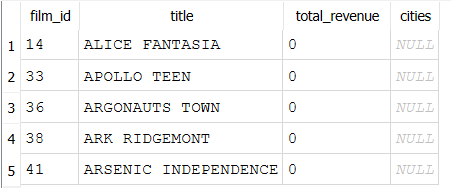 film_id title total_revenue cities
1 14 ALICE FANTASIA 0 NULL
2 33 APOLLO TEEN 0 NULL
3 36 ARGONAUTS TOWN 0 NULL
4 38 ARK RIDGEMONT 0 NULL
5 41 ARSENIC INDEPENDENCE 0 NULL